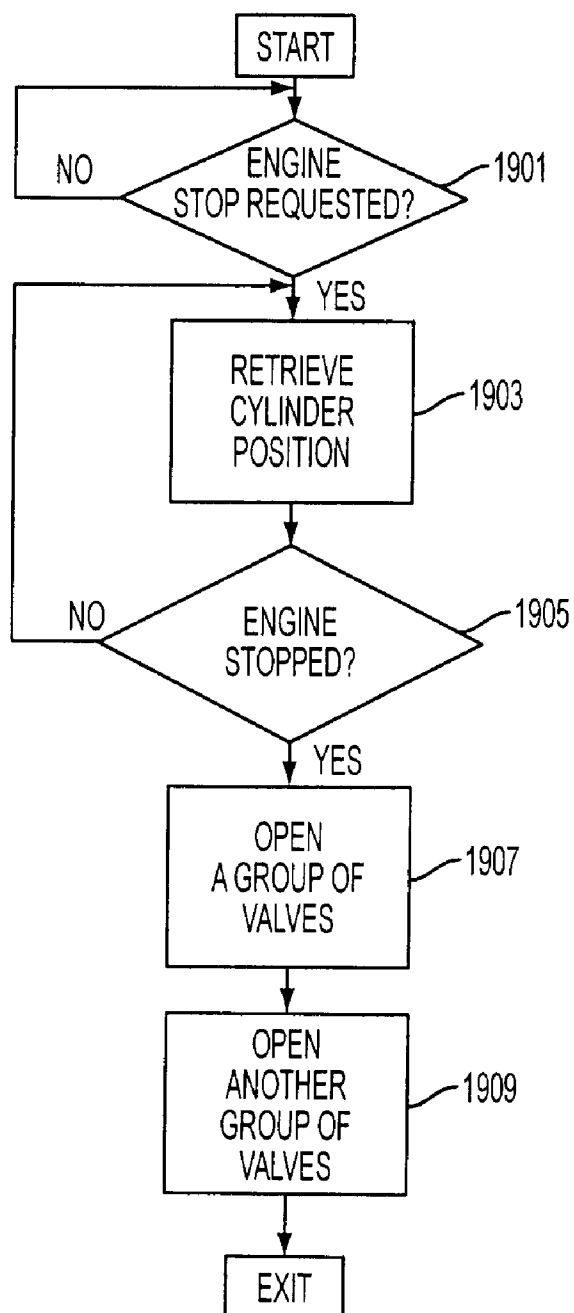 START
ENGINE
STOP REQUESTED?
1901
NO
YES
RETRIEVE
CYLINDER
POSITION
1903
NO
ENGINE
STOPPED?
1905
YES
OPEN
A GROUP OF
VALVES
1907
OPEN
ANOTHER
GROUP OF
VALVES
1909
EXIT